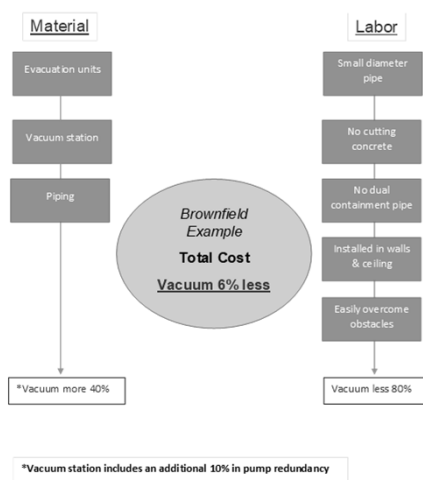 Material
Evacuation units
Vacuum station
Piping
*Vacuum more 40%
Brownfield
Example
Total Cost
Vacuum 6% less
Labor
Small diameter
pipe
No cutting
concrete
No dual
containment pipe
Installed in walls
& ceiling
Easily overcome
obstacles
Vacuum less 80%
*Vacuum station includes an additional 10% in pump redundancy